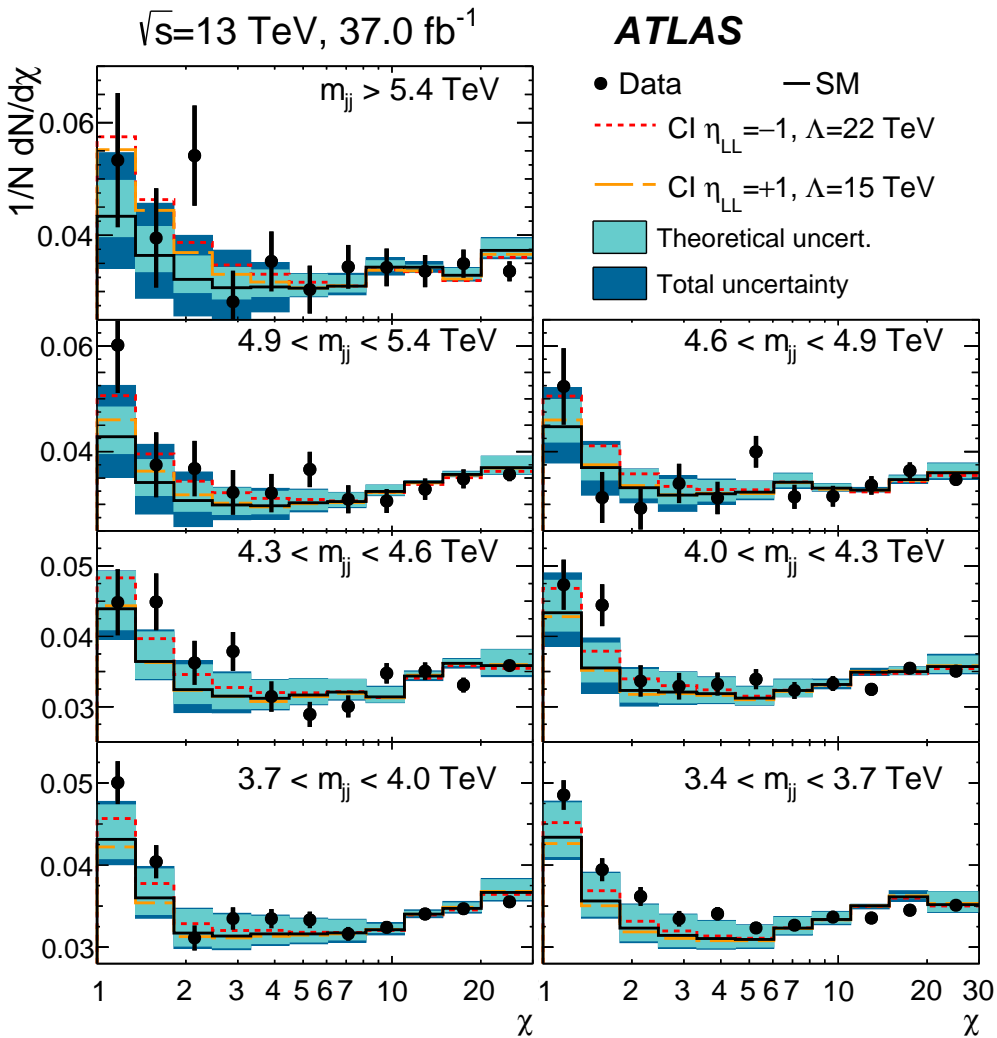 √s=13 TeV, 37.0 fb⁻¹
ATLAS
1/N dN/dχ
m_jj > 5.4 TeV
Data
SM
CI η_LL=−1, Λ=22 TeV
CI η_LL=+1, Λ=15 TeV
Theoretical uncert.
Total uncertainty
0.06
0.04
4.9 < m_jj < 5.4 TeV
4.6 < m_jj < 4.9 TeV
0.06
0.04
4.3 < m_jj < 4.6 TeV
4.0 < m_jj < 4.3 TeV
0.05
0.04
0.03
3.7 < m_jj < 4.0 TeV
3.4 < m_jj < 3.7 TeV
0.05
0.04
0.03
1 2 3 4 5 6 7 10 20
1 2 3 4 5 6 7 10 20 30
χ
χ